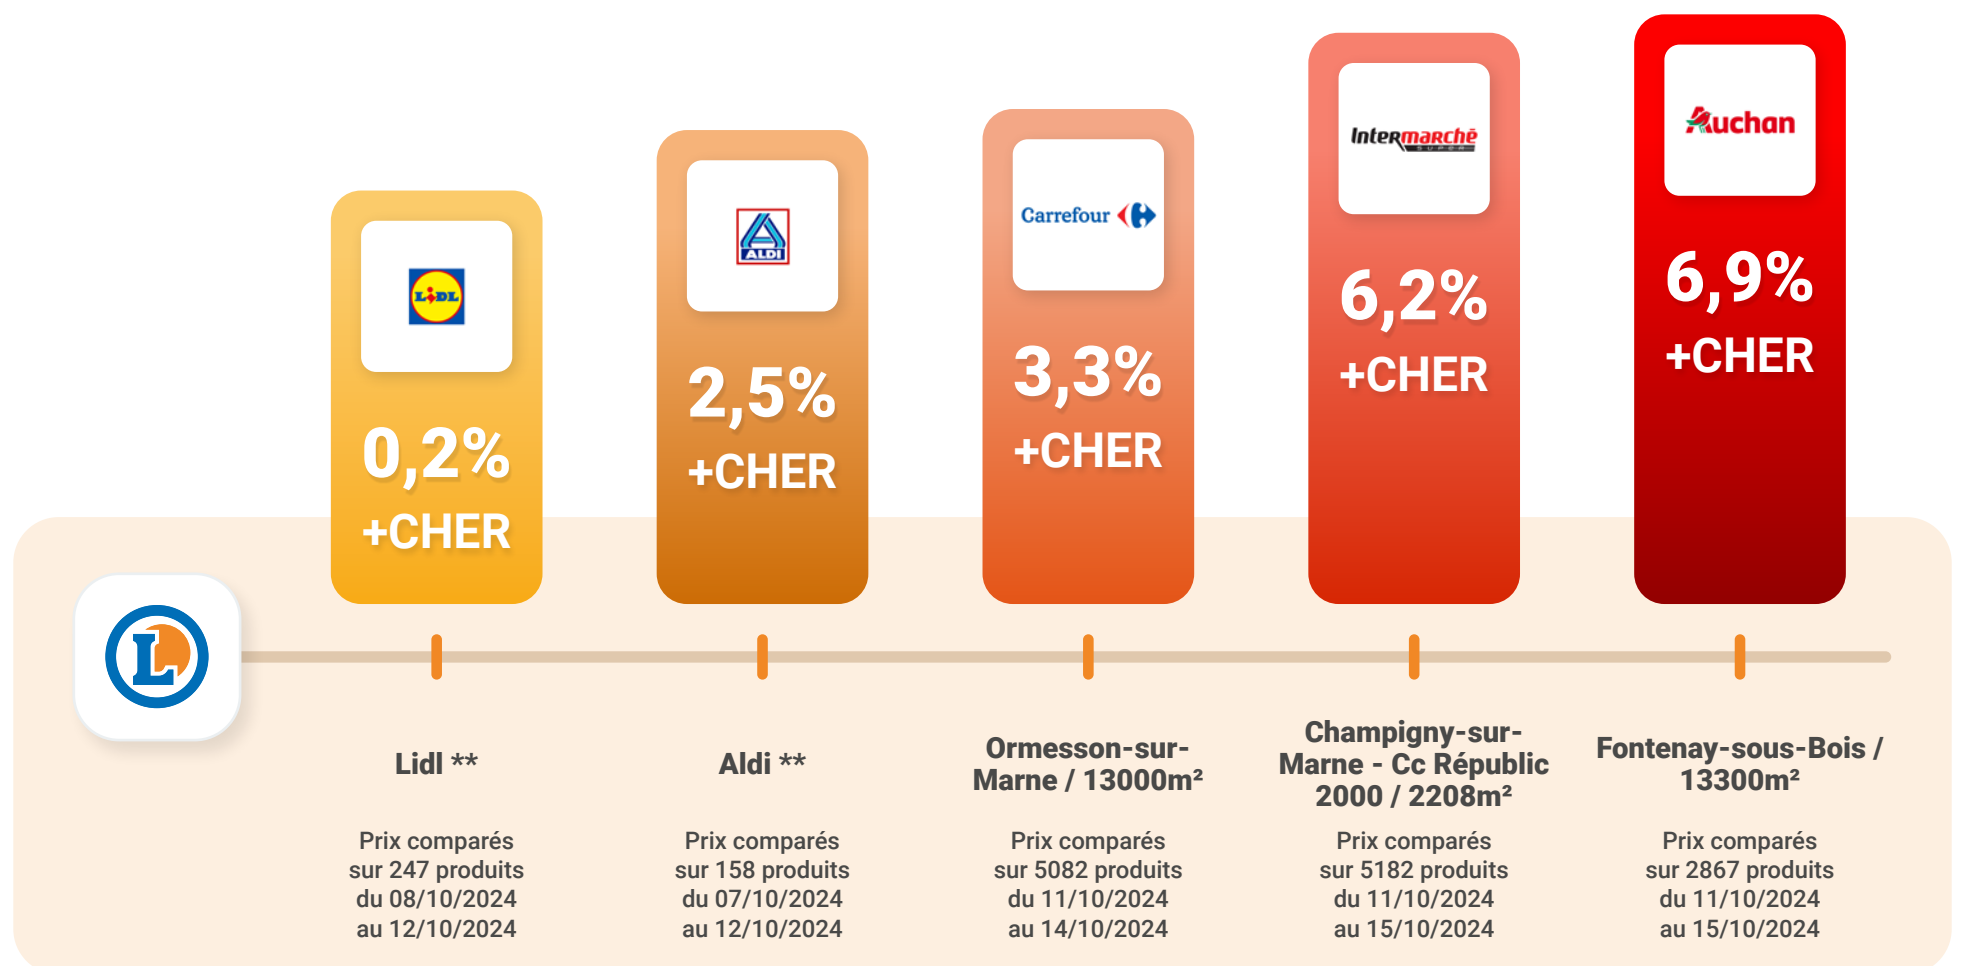 LIDL
0,2%
+CHER
ALDI
2,5%
+CHER
Carrefour
3,3%
+CHER
Intermarchē
SUPER
6,2%
+CHER
Auchan
6,9%
+CHER
L
Lidl **
Prix comparés
sur 247 produits
du 08/10/2024
au 12/10/2024
Aldi **
Prix comparés
sur 158 produits
du 07/10/2024
au 12/10/2024
Ormesson-sur-
Marne / 13000m²
Prix comparés
sur 5082 produits
du 11/10/2024
au 14/10/2024
Champigny-sur-
Marne - Cc Républic
2000 / 2208m²
Prix comparés
sur 5182 produits
du 11/10/2024
au 15/10/2024
Fontenay-sous-Bois /
13300m²
Prix comparés
sur 2867 produits
du 11/10/2024
au 15/10/2024